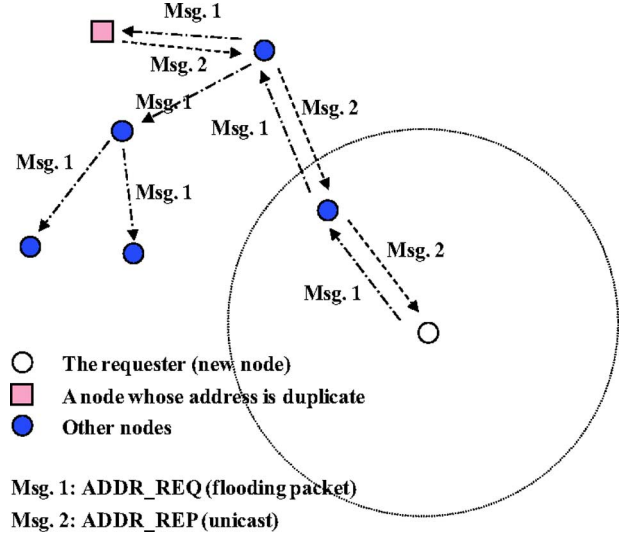 Msg. 1
Msg. 2
Msg. 1
Msg. 2
Msg. 1
Msg. 1
Msg. 1
Msg. 2
Msg. 1
The requester (new node)
A node whose address is duplicate
Other nodes
Msg. 1: ADDR_REQ (flooding packet)
Msg. 2: ADDR_REP (unicast)